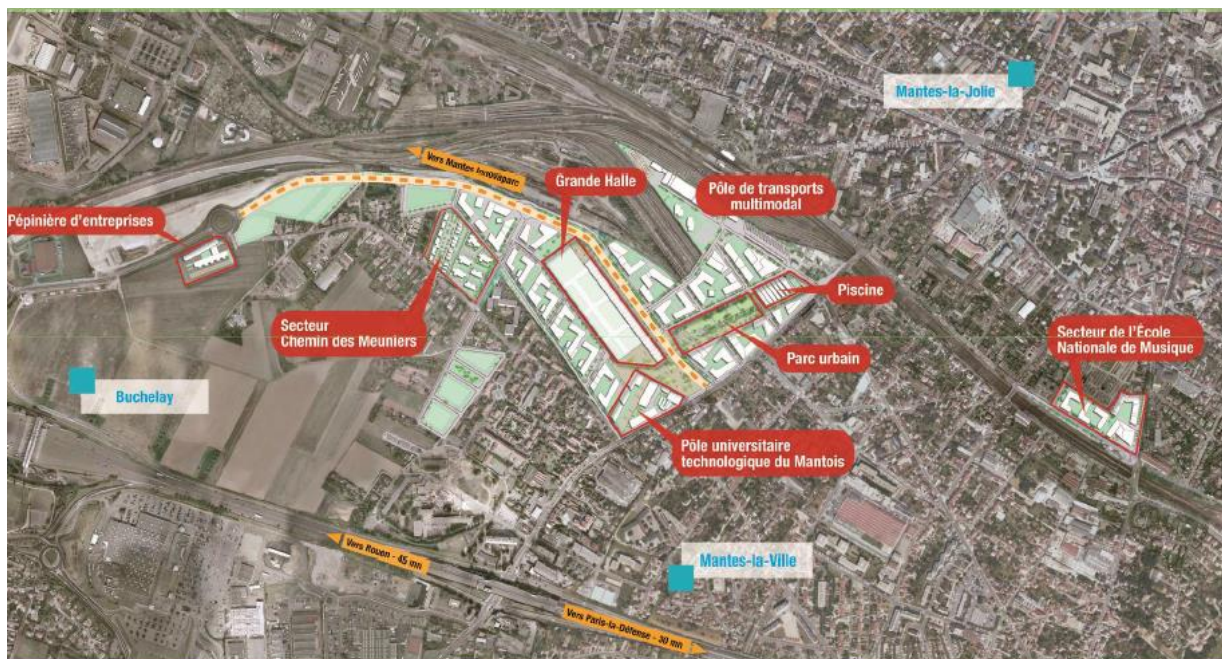 Mantes-la-Jolie
Vers Mantes Innovaparc
Grande Halle
Pôle de transports
multimodal
Pépinière d'entreprises
Piscine
Secteur
Chemin des Meuniers
Secteur de l'École
Nationale de Musique
Parc urbain
Buchelay
Pôle universitaire
technologique du Mantois
Vers Rouen - 45 mn
Mantes-la-Ville
Vers Paris-la-Défense - 30 mn